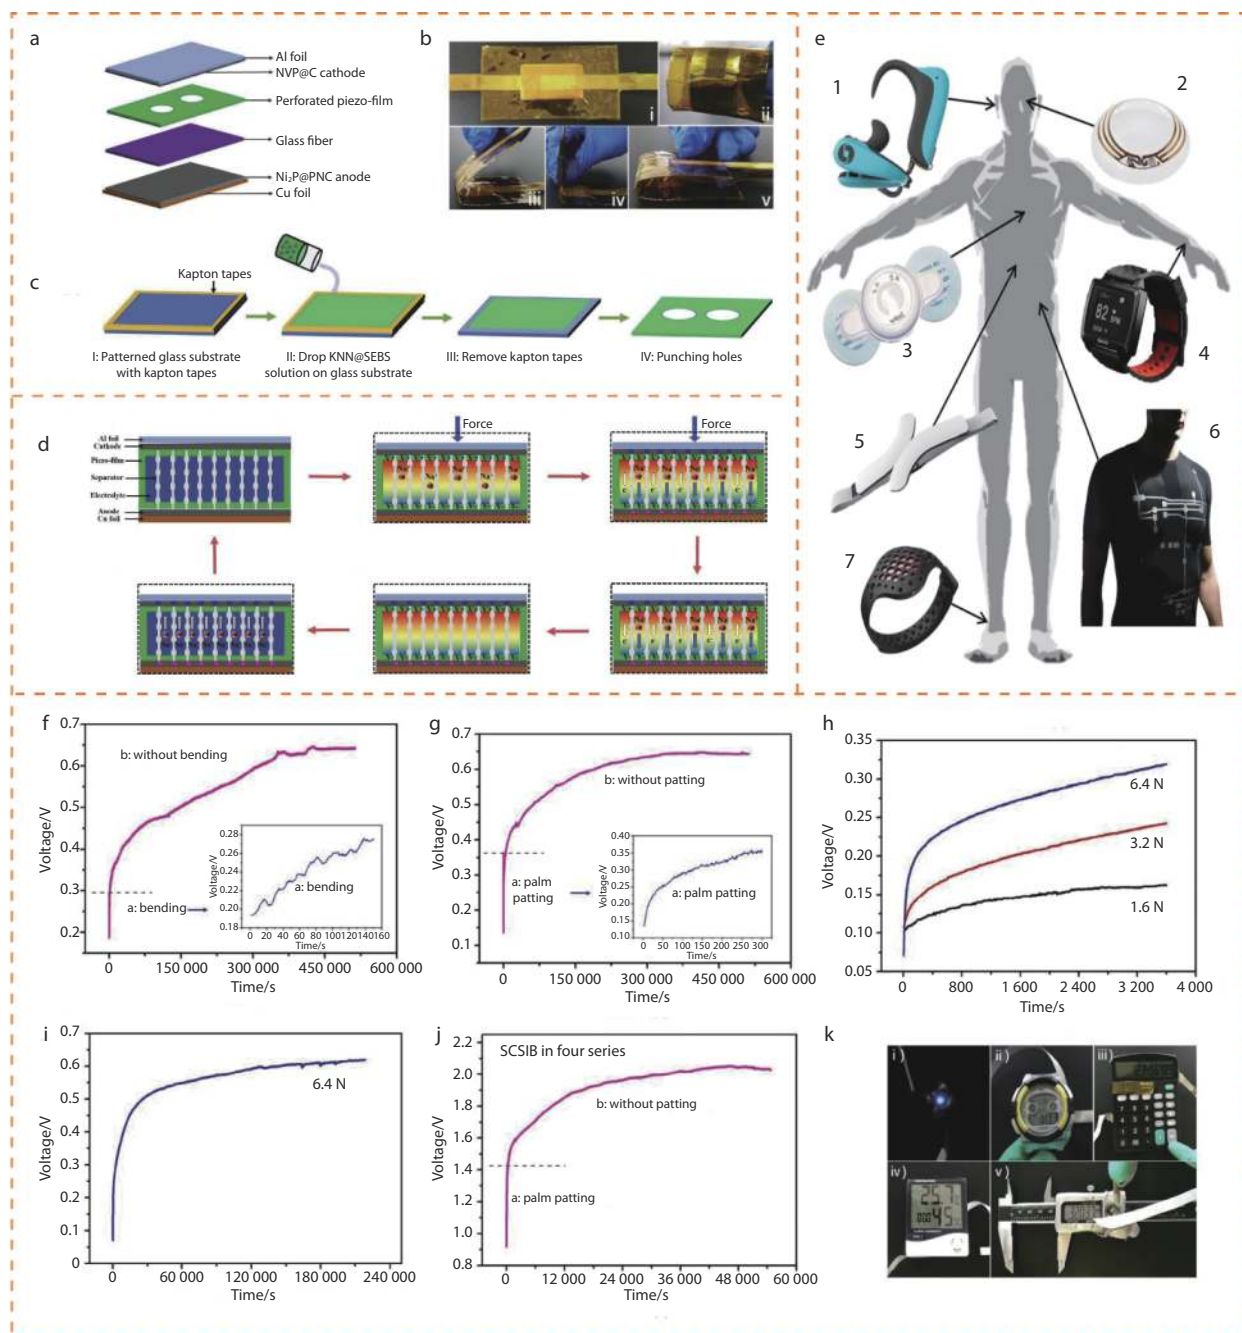 a
Al foil
NVP@C cathode
Perforated piezo-film
Glass fiber
Ni₂P@PNC anode
Cu foil
b
i
ii
iii
iv
v
c
Kapton tapes
I: Patterned glass substrate
with kapton tapes
II: Drop KNN@SEBS
solution on glass substrate
III: Remove kapton tapes
IV: Punching holes
d
Al foil
Cathode
Piezo-film
Separator
Electrolyte
Anode
Cu foil
Force
Force
e
1
2
3
4
5
6
7
82
f
Voltage/V
0.7
0.6
0.5
0.4
0.3
0.2
b: without bending
a: bending
0 150 000 300 000 450 000 600 000
Time/s
Voltage/V
0.28
0.26
0.24
0.22
0.20
0.18
a: bending
0 20 40 60 80 100 120 140 160
Time/s
g
Voltage/V
0.7
0.6
0.5
0.4
0.3
0.2
0.1
b: without patting
a: palm
patting
0 150 000 300 000 450 000 600 000
Time/s
Voltage/V
0.40
0.35
0.30
0.25
0.20
0.15
0.10
a: palm patting
0 50 100 150 200 250 300
Time/s
h
Voltage/V
0.35
0.30
0.25
0.20
0.15
0.10
0.05
6.4 N
3.2 N
1.6 N
0 800 1 600 2 400 3 200 4 000
Time/s
i
Voltage/V
0.7
0.6
0.5
0.4
0.3
0.2
0.1
0
6.4 N
0 60 000 120 000 180 000 240 000
Time/s
j
SCSIB in four series
Voltage/V
2.2
2.0
1.8
1.6
1.4
1.2
1.0
0.8
b: without patting
a: palm patting
0 12 000 24 000 36 000 48 000 60 000
Time/s
k
i)
ii)
iii)
iv)
v)